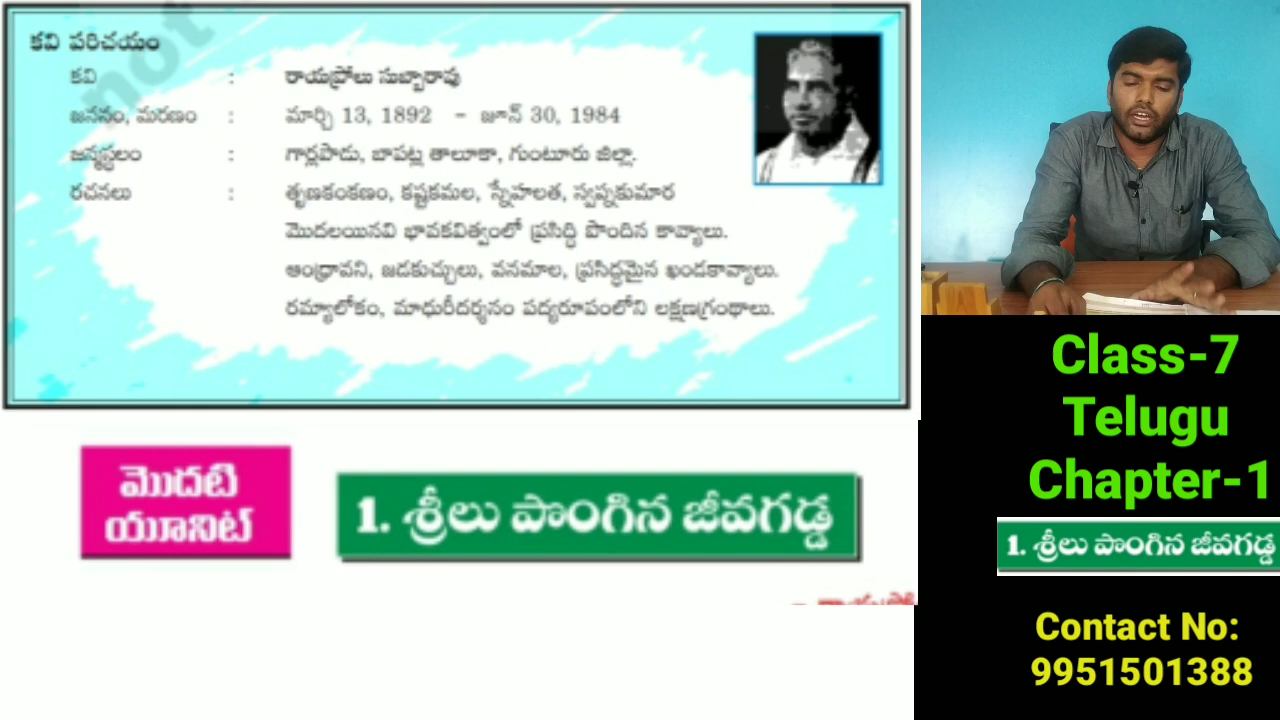 not
కవి పరిచయం
కవి : రాయప్రోలు సుబ్బారావు
జననం, మరణం : మార్చి 13, 1892 - జూన్ 30, 1984
జన్మస్థలం : గార్లపాడు, బాపట్ల తాలూకా, గుంటూరు జిల్లా.
రచనలు : తృణకంకణం, కష్టకమల, స్నేహలత, స్వప్నకుమార
మొదలయినవి భావకవిత్వంలో ప్రసిద్ధి పొందిన కావ్యాలు.
ఆంధ్రావని, జడకుచ్చులు, వనమాల, ప్రసిద్ధమైన ఖండకావ్యాలు.
రమ్యాలోకం, మాధురీదర్శనం పద్యరూపంలోని లక్షణగ్రంథాలు.
మొదటి
యూనిట్
1. శ్రీలు పొంగిన జీవగడ్డ
Class-7
Telugu
Chapter-1
1. శ్రీలు పొంగిన జీవగడ్డ
Contact No:
9951501388